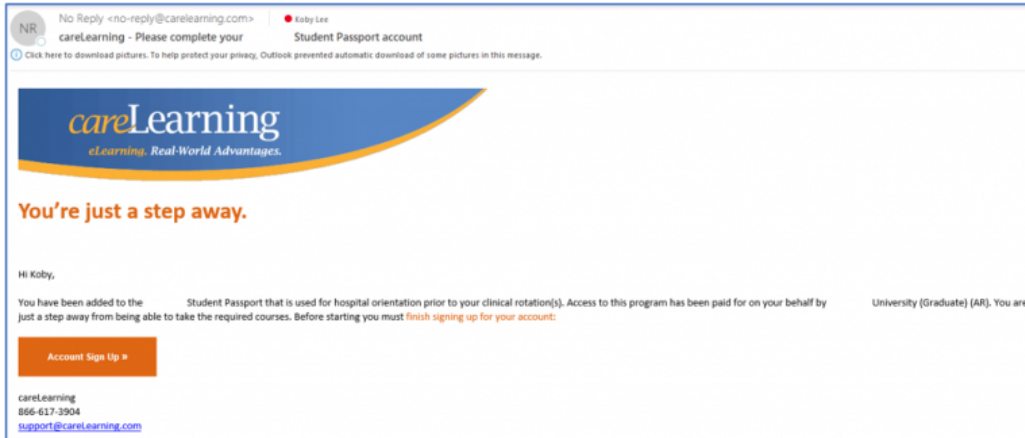 NR
No Reply <no-reply@carelearning.com>
Koby Lee
careLearning - Please complete your Student Passport account
Click here to download pictures. To help protect your privacy, Outlook prevented automatic download of some pictures in this message.
careLearning
eLearning. Real-World Advantages.
You're just a step away.
Hi Koby,
You have been added to the Student Passport that is used for hospital orientation prior to your clinical rotation(s). Access to this program has been paid for on your behalf by University (Graduate) (AR). You are
just a step away from being able to take the required courses. Before starting you must finish signing up for your account:
Account Sign Up »
careLearning
866-617-3904
support@careLearning.com